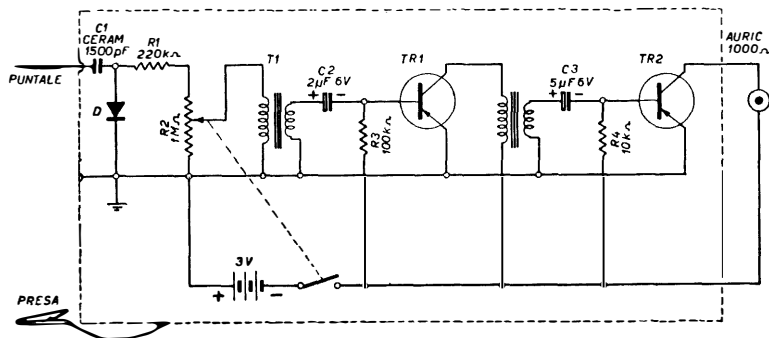 C1
CERAM
1500pF
R1
220kΩ
PUNTALE
D
R2
1MΩ
T1
C2
2µF 6V
+ -
R3
100kΩ
TR1
C3
5µF 6V
+ -
R4
10kΩ
TR2
AURIC
1000Ω
3V
+ -
PRESA